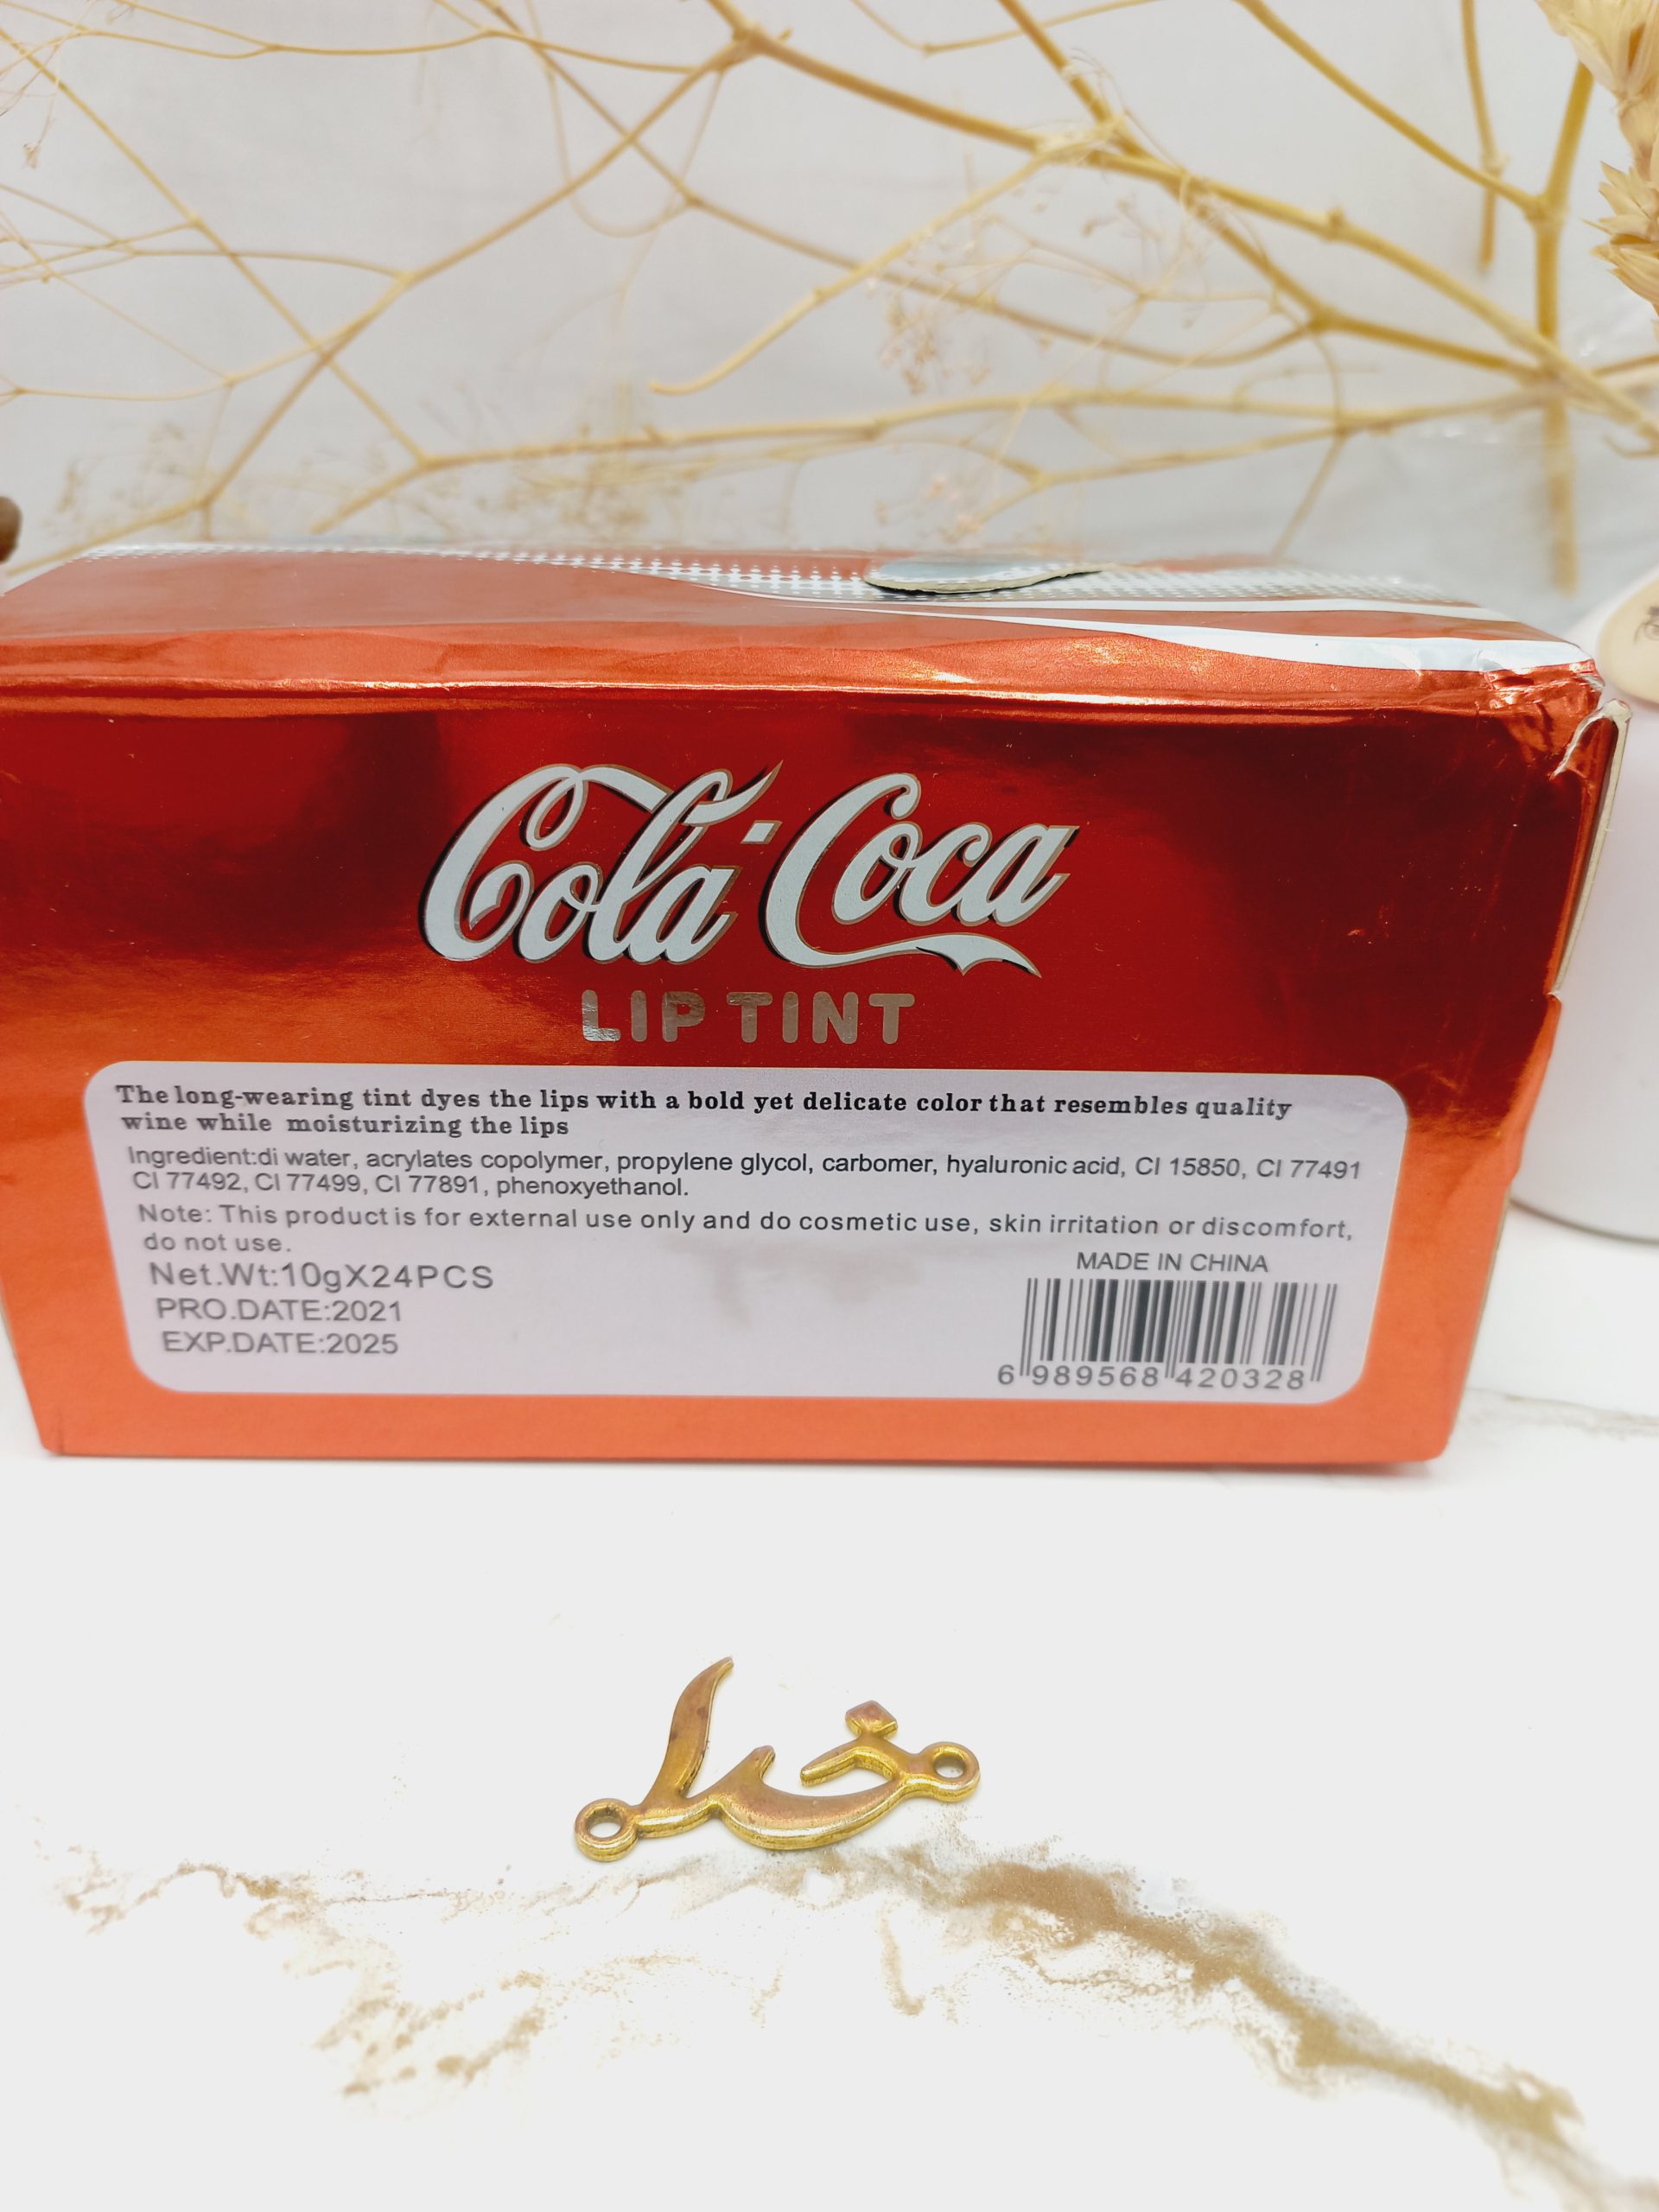 Cola·Coca
LIP TINT
The long-wearing tint dyes the lips with a bold yet delicate color that resembles quality
wine while moisturizing the lips
Ingredient:di water, acrylates copolymer, propylene glycol, carbomer, hyaluronic acid, CI 15850, CI 77491
CI 77492, CI 77499, CI 77891, phenoxyethanol.
Note: This product is for external use only and do cosmetic use, skin irritation or discomfort,
do not use.
Net.Wt:10gX24PCS
PRO.DATE:2021
EXP.DATE:2025
MADE IN CHINA
6 989568 420328